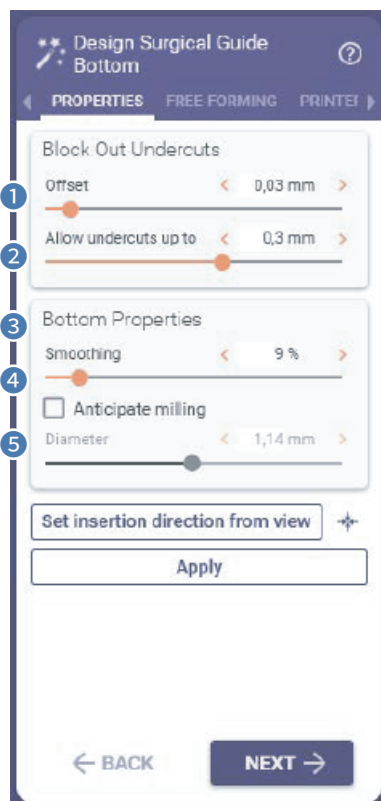 Design Surgical Guide
Bottom
PROPERTIES FREE FORMING PRINTER
Block Out Undercuts
1 Offset 0,03 mm
2 Allow undercuts up to 0,3 mm
3 Bottom Properties
Smoothing 9 %
4
Anticipate milling
5 Diameter 1,14 mm
Set insertion direction from view
Apply
BACK NEXT